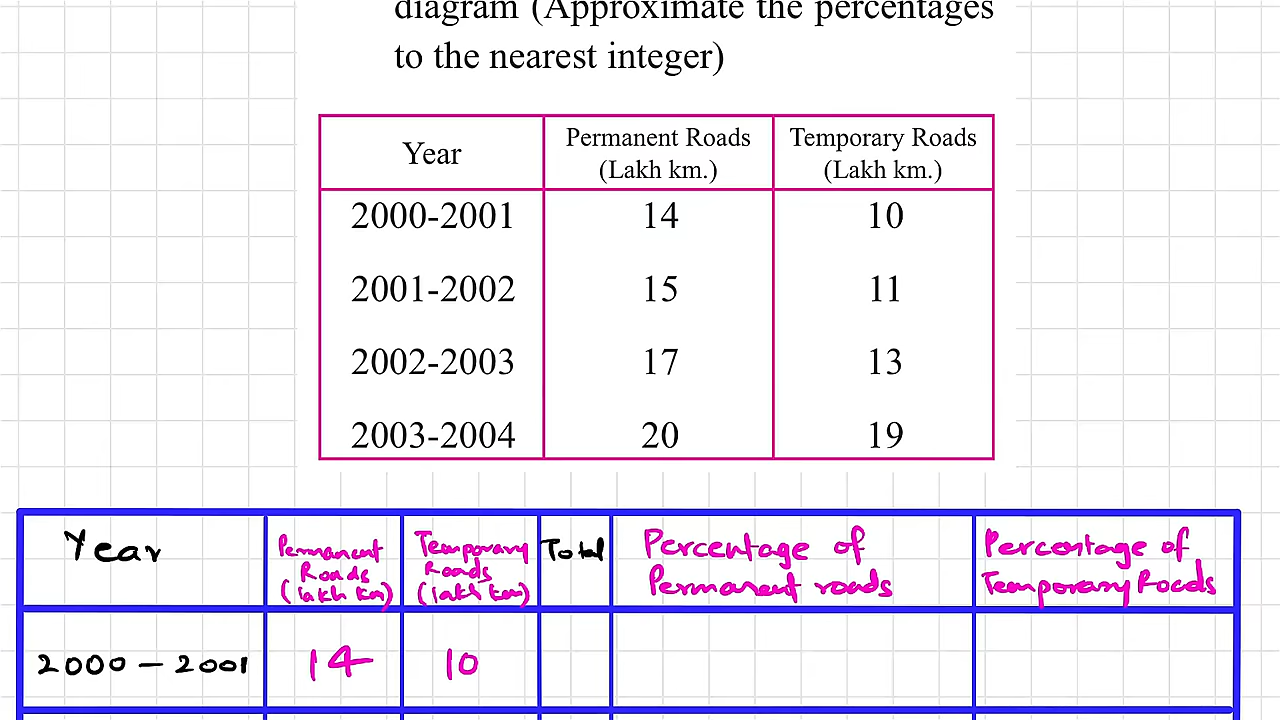 diagram (Approximate the percentages
to the nearest integer)
Year Permanent Roads (Lakh km.) Temporary Roads (Lakh km.)
2000-2001 14 10
2001-2002 15 11
2002-2003 17 13
2003-2004 20 19
Year Permanent Roads (lakh km) Temporary Roads (lakh km) Total Percentage of Permanent roads Percentage of Temporary Roads
2000 - 2001 14 10